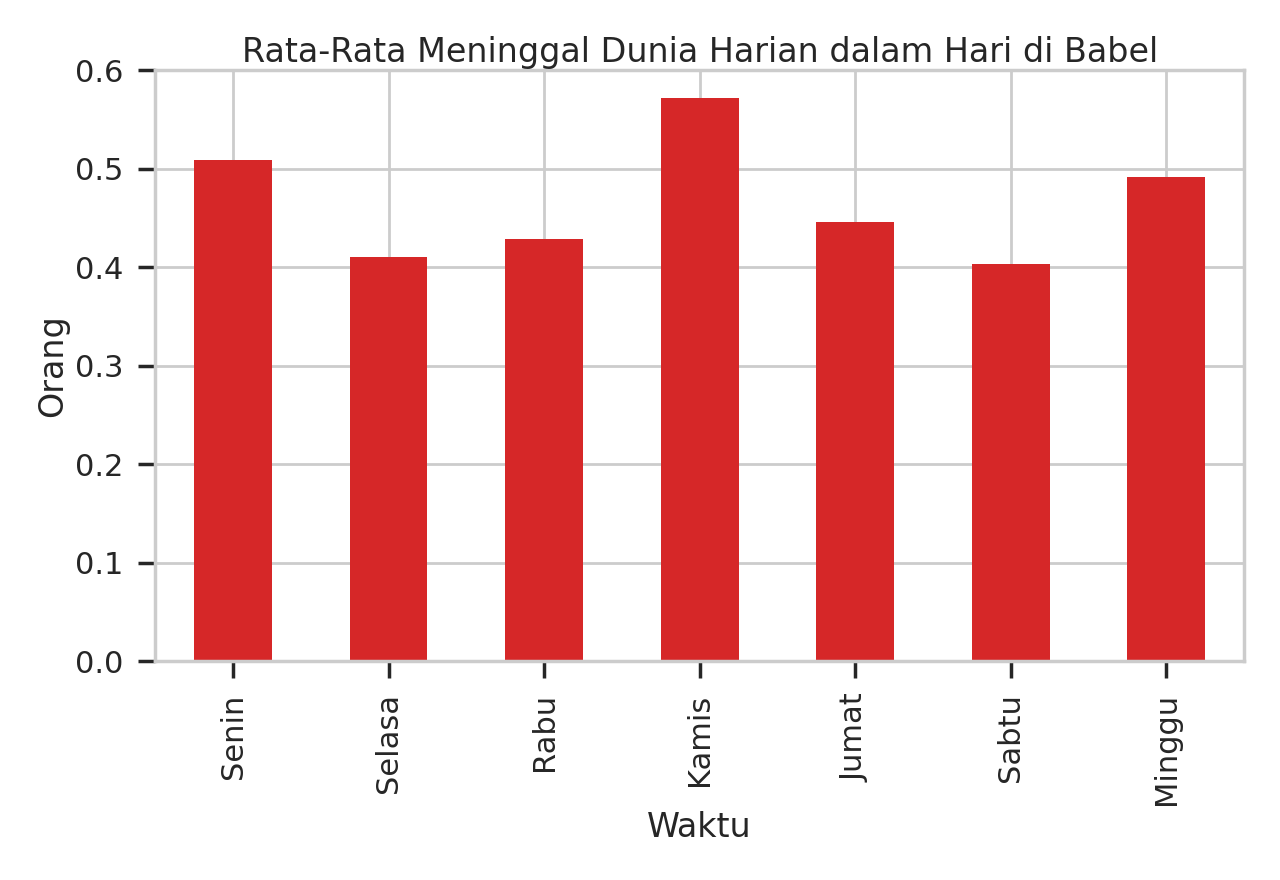 Rata-Rata Meninggal Dunia Harian dalam Hari di Babel
0.6
0.5
0.4
0.3
0.2
0.1
0.0
Orang
Senin
Selasa
Rabu
Kamis
Jumat
Sabtu
Minggu
Waktu